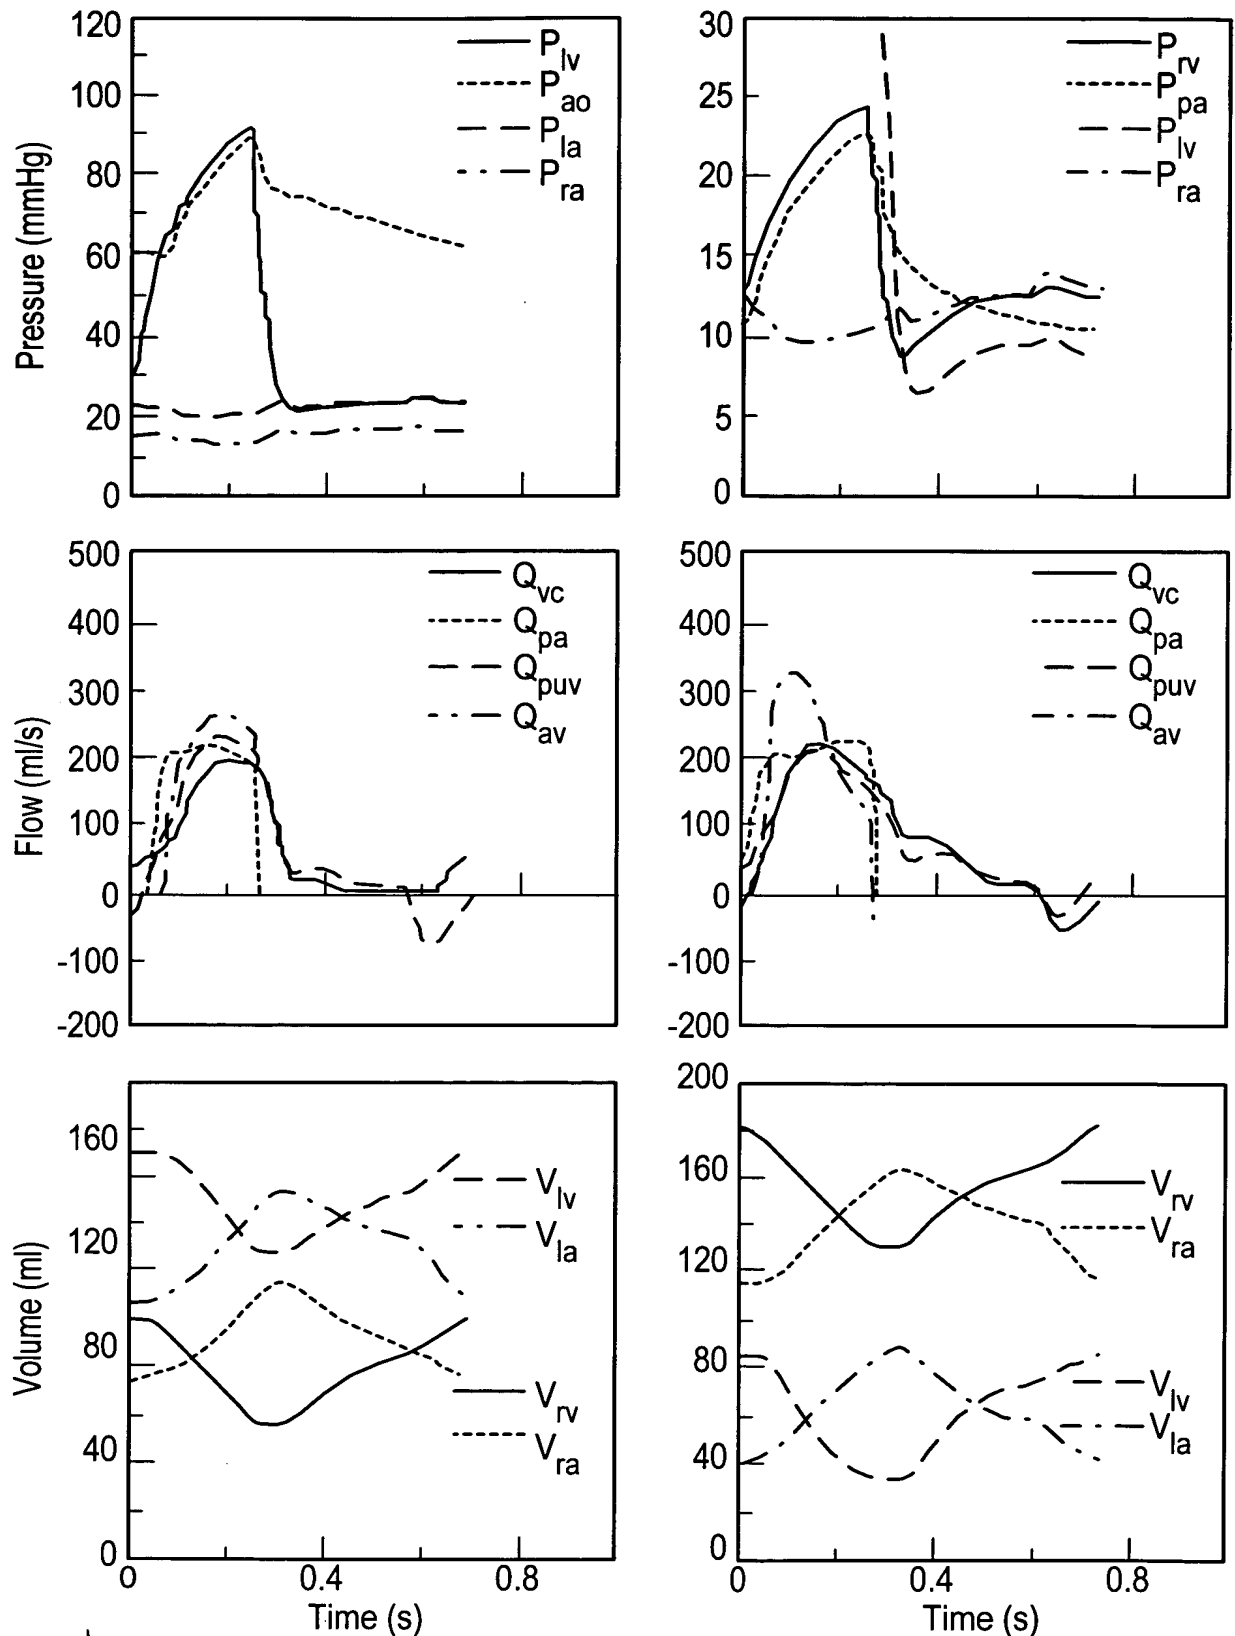 120
100
80
60
40
20
0
Pressure (mmHg)
P_lv
P_ao
P_la
P_ra
30
25
20
15
10
5
0
P_rv
P_pa
P_lv
P_ra
500
400
300
200
100
0
-100
-200
Flow (ml/s)
Q_vc
Q_pa
Q_puv
Q_av
500
400
300
200
100
0
-100
-200
Q_vc
Q_pa
Q_puv
Q_av
160
120
80
40
0
Volume (ml)
V_lv
V_la
V_rv
V_ra
0 0.4 0.8
Time (s)
200
160
120
80
40
0
V_rv
V_ra
V_lv
V_la
0 0.4 0.8
Time (s)